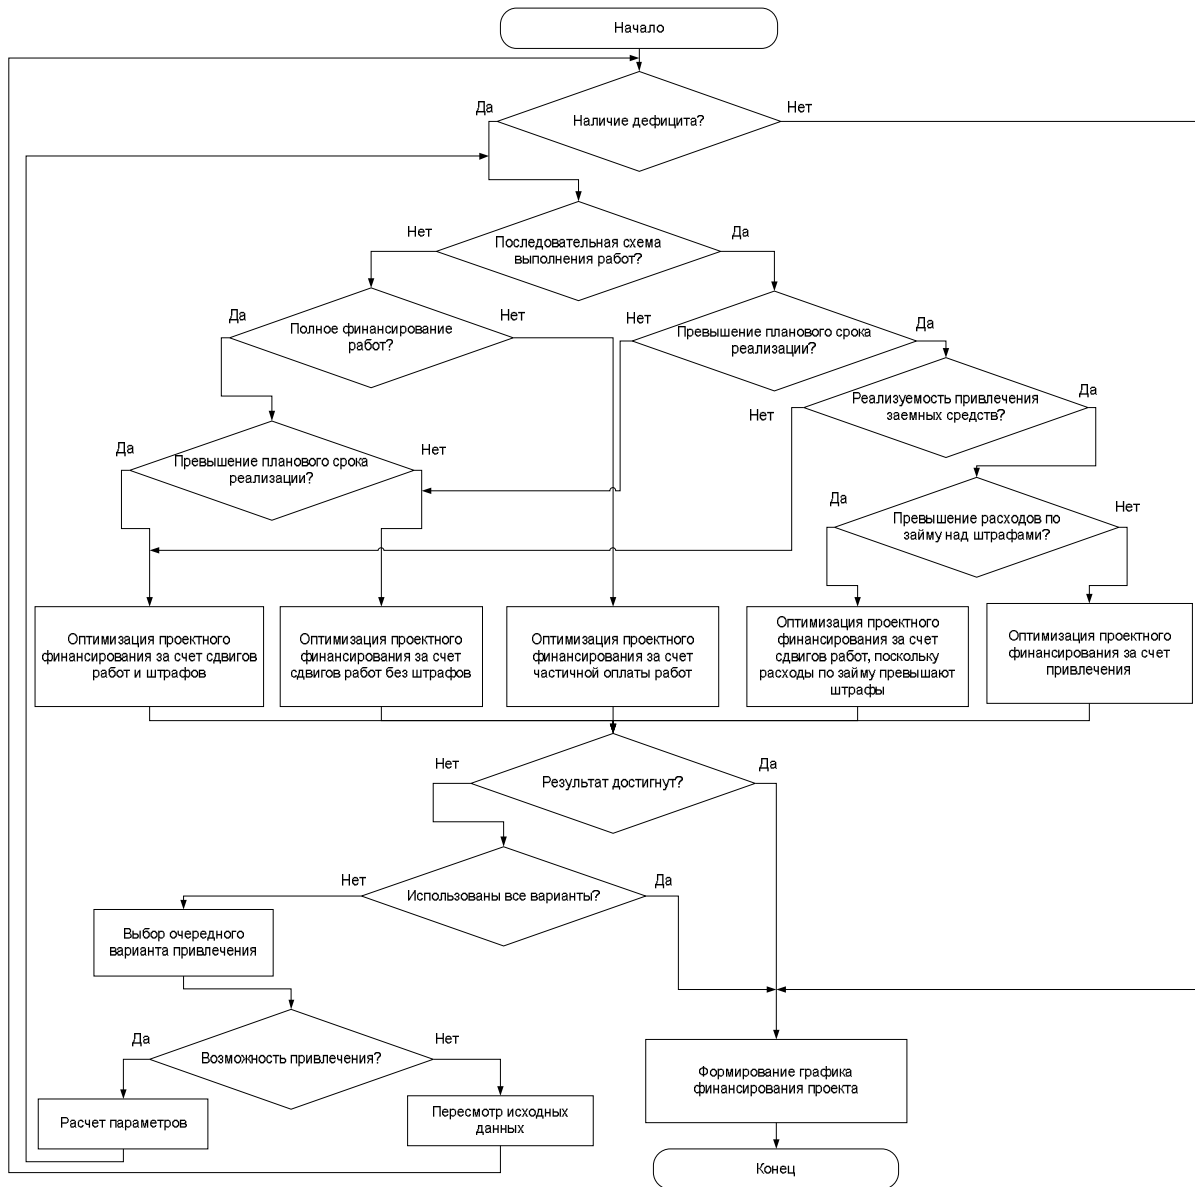 Начало
Да
Нет
Наличие дефицита?
Нет
Да
Последовательная схема
выполнения работ?
Да
Нет
Полное финансирование
работ?
Нет
Да
Превышение планового срока
реализации?
Нет
Да
Реализуемость привлечения
заемных средств?
Да
Нет
Превышение планового срока
реализации?
Да
Нет
Превышение расходов по
займу над штрафами?
Оптимизация проектного
финансирования за счет сдвигов
работ и штрафов
Оптимизация проектного
финансирования за счет
сдвигов работ без штрафов
Оптимизация проектного
финансирования за счет
частичной оплаты работ
Оптимизация проектного
финансирования за счет
сдвигов работ, поскольку
расходы по займу превышают
штрафы
Оптимизация проектного
финансирования за счет
привлечения
Нет
Да
Результат достигнут?
Нет
Да
Использованы все варианты?
Выбор очередного
варианта привлечения
Да
Нет
Возможность привлечения?
Расчет параметров
Пересмотр исходных
данных
Формирование графика
финансирования проекта
Конец